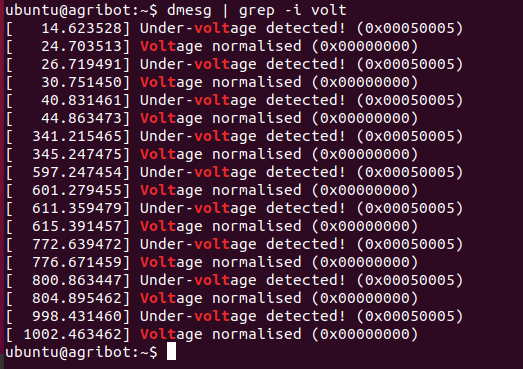 ubuntu@agribot:~$ dmesg | grep -i volt
[   14.623528] Under-voltage detected! (0x00050005)
[   24.703513] Voltage normalised (0x00000000)
[   26.719491] Under-voltage detected! (0x00050005)
[   30.751450] Voltage normalised (0x00000000)
[   40.831461] Under-voltage detected! (0x00050005)
[   44.863473] Voltage normalised (0x00000000)
[  341.215465] Under-voltage detected! (0x00050005)
[  345.247475] Voltage normalised (0x00000000)
[  597.247454] Under-voltage detected! (0x00050005)
[  601.279455] Voltage normalised (0x00000000)
[  611.359479] Under-voltage detected! (0x00050005)
[  615.391457] Voltage normalised (0x00000000)
[  772.639472] Under-voltage detected! (0x00050005)
[  776.671459] Voltage normalised (0x00000000)
[  800.863447] Under-voltage detected! (0x00050005)
[  804.895462] Voltage normalised (0x00000000)
[  998.431460] Under-voltage detected! (0x00050005)
[ 1002.463462] Voltage normalised (0x00000000)
ubuntu@agribot:~$